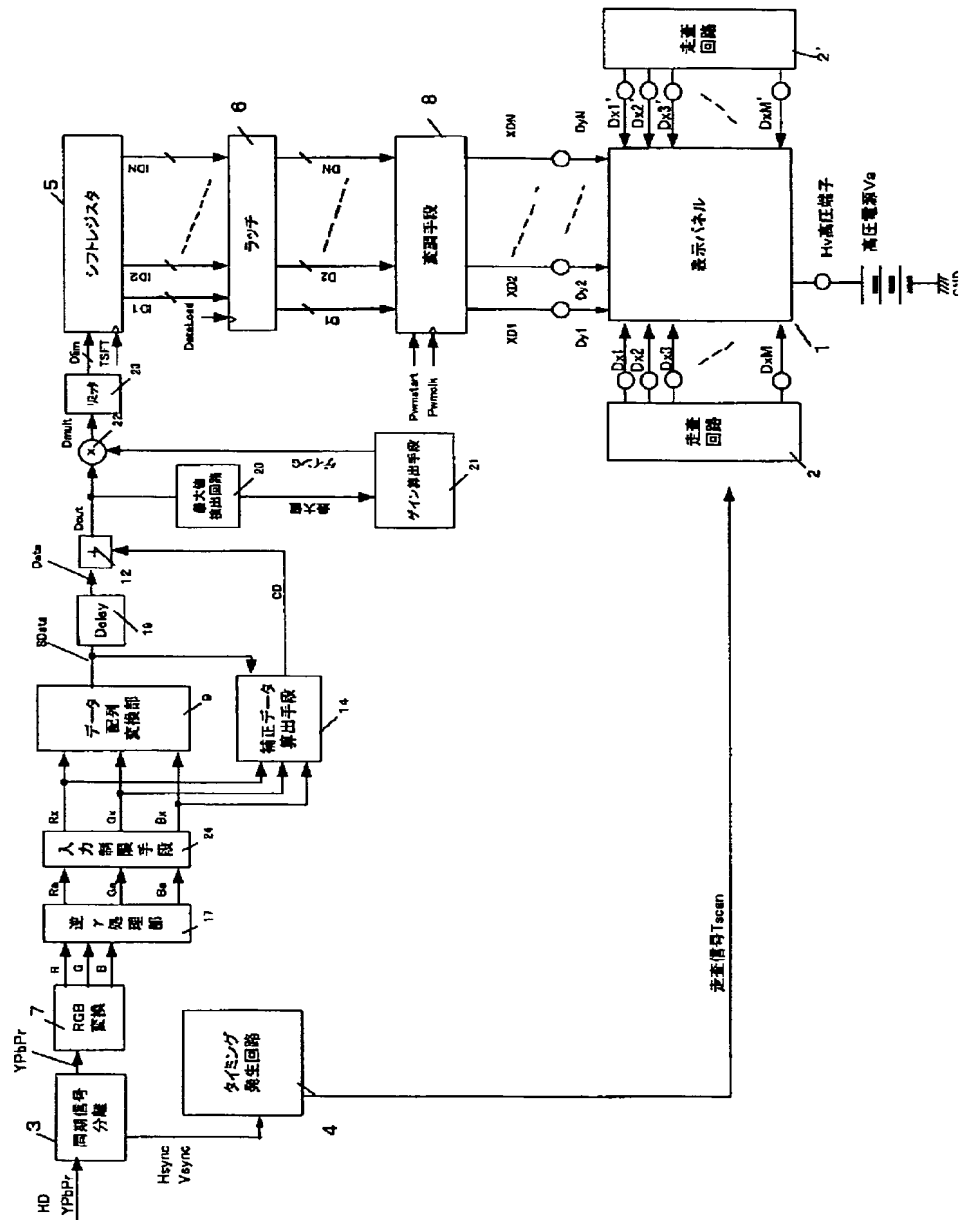 HD
YPbPr
3
同期信号
分離
YPbPr
7
RGB
変換
R
G
B
逆γ処理部
17
Ra
Ga
Ba
入力制限手段
24
Rx
Gx
Bx
データ
配列
変換部
9
SData
Delay
19
Data
12
Dout
補正データ
算出手段
14
CD
Hsync
Vsync
タイミング
発生回路
4
走査信号Tscan
最大値
検出回路
20
最大値
ゲイン算出手段
21
ゲインG
×
22
Dmult
リミッタ
23
Dlim
TSFT
シフトレジスタ
5
ID1
ID2
IDN
DataLoad
ラッチ
6
D1
D2
DN
Pwmstart
Pwmclk
変調手段
8
XD1
XD2
XDN
Dy1
Dy2
DyN
走査
回路
2
Dx1
Dx2
Dx3
DxM
表示パネル
1
Dx1'
Dx2'
Dx3'
DxM'
走査
回路
2'
Hv高圧端子
高圧電源Va
GND